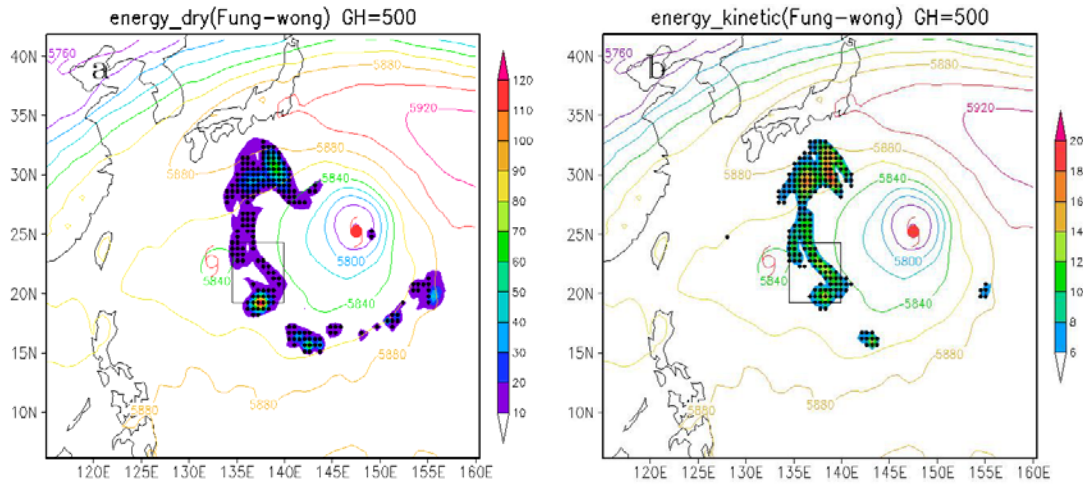 energy_dry(Fung-wong) GH=500
a
40N
35N
30N
25N
20N
15N
10N
120E 125E 130E 135E 140E 145E 150E 155E 160E
5760
5880
5920
5880
5880
5840
5800
5840
5840
5880
5880
5880
120
110
100
90
80
70
60
50
40
30
20
10
energy_kinetic(Fung-wong) GH=500
b
40N
35N
30N
25N
20N
15N
10N
120E 125E 130E 135E 140E 145E 150E 155E 160E
5760
5880
5920
5880
5880
5840
5800
5840
5840
5880
5880
5880
20
18
16
14
12
10
8
6